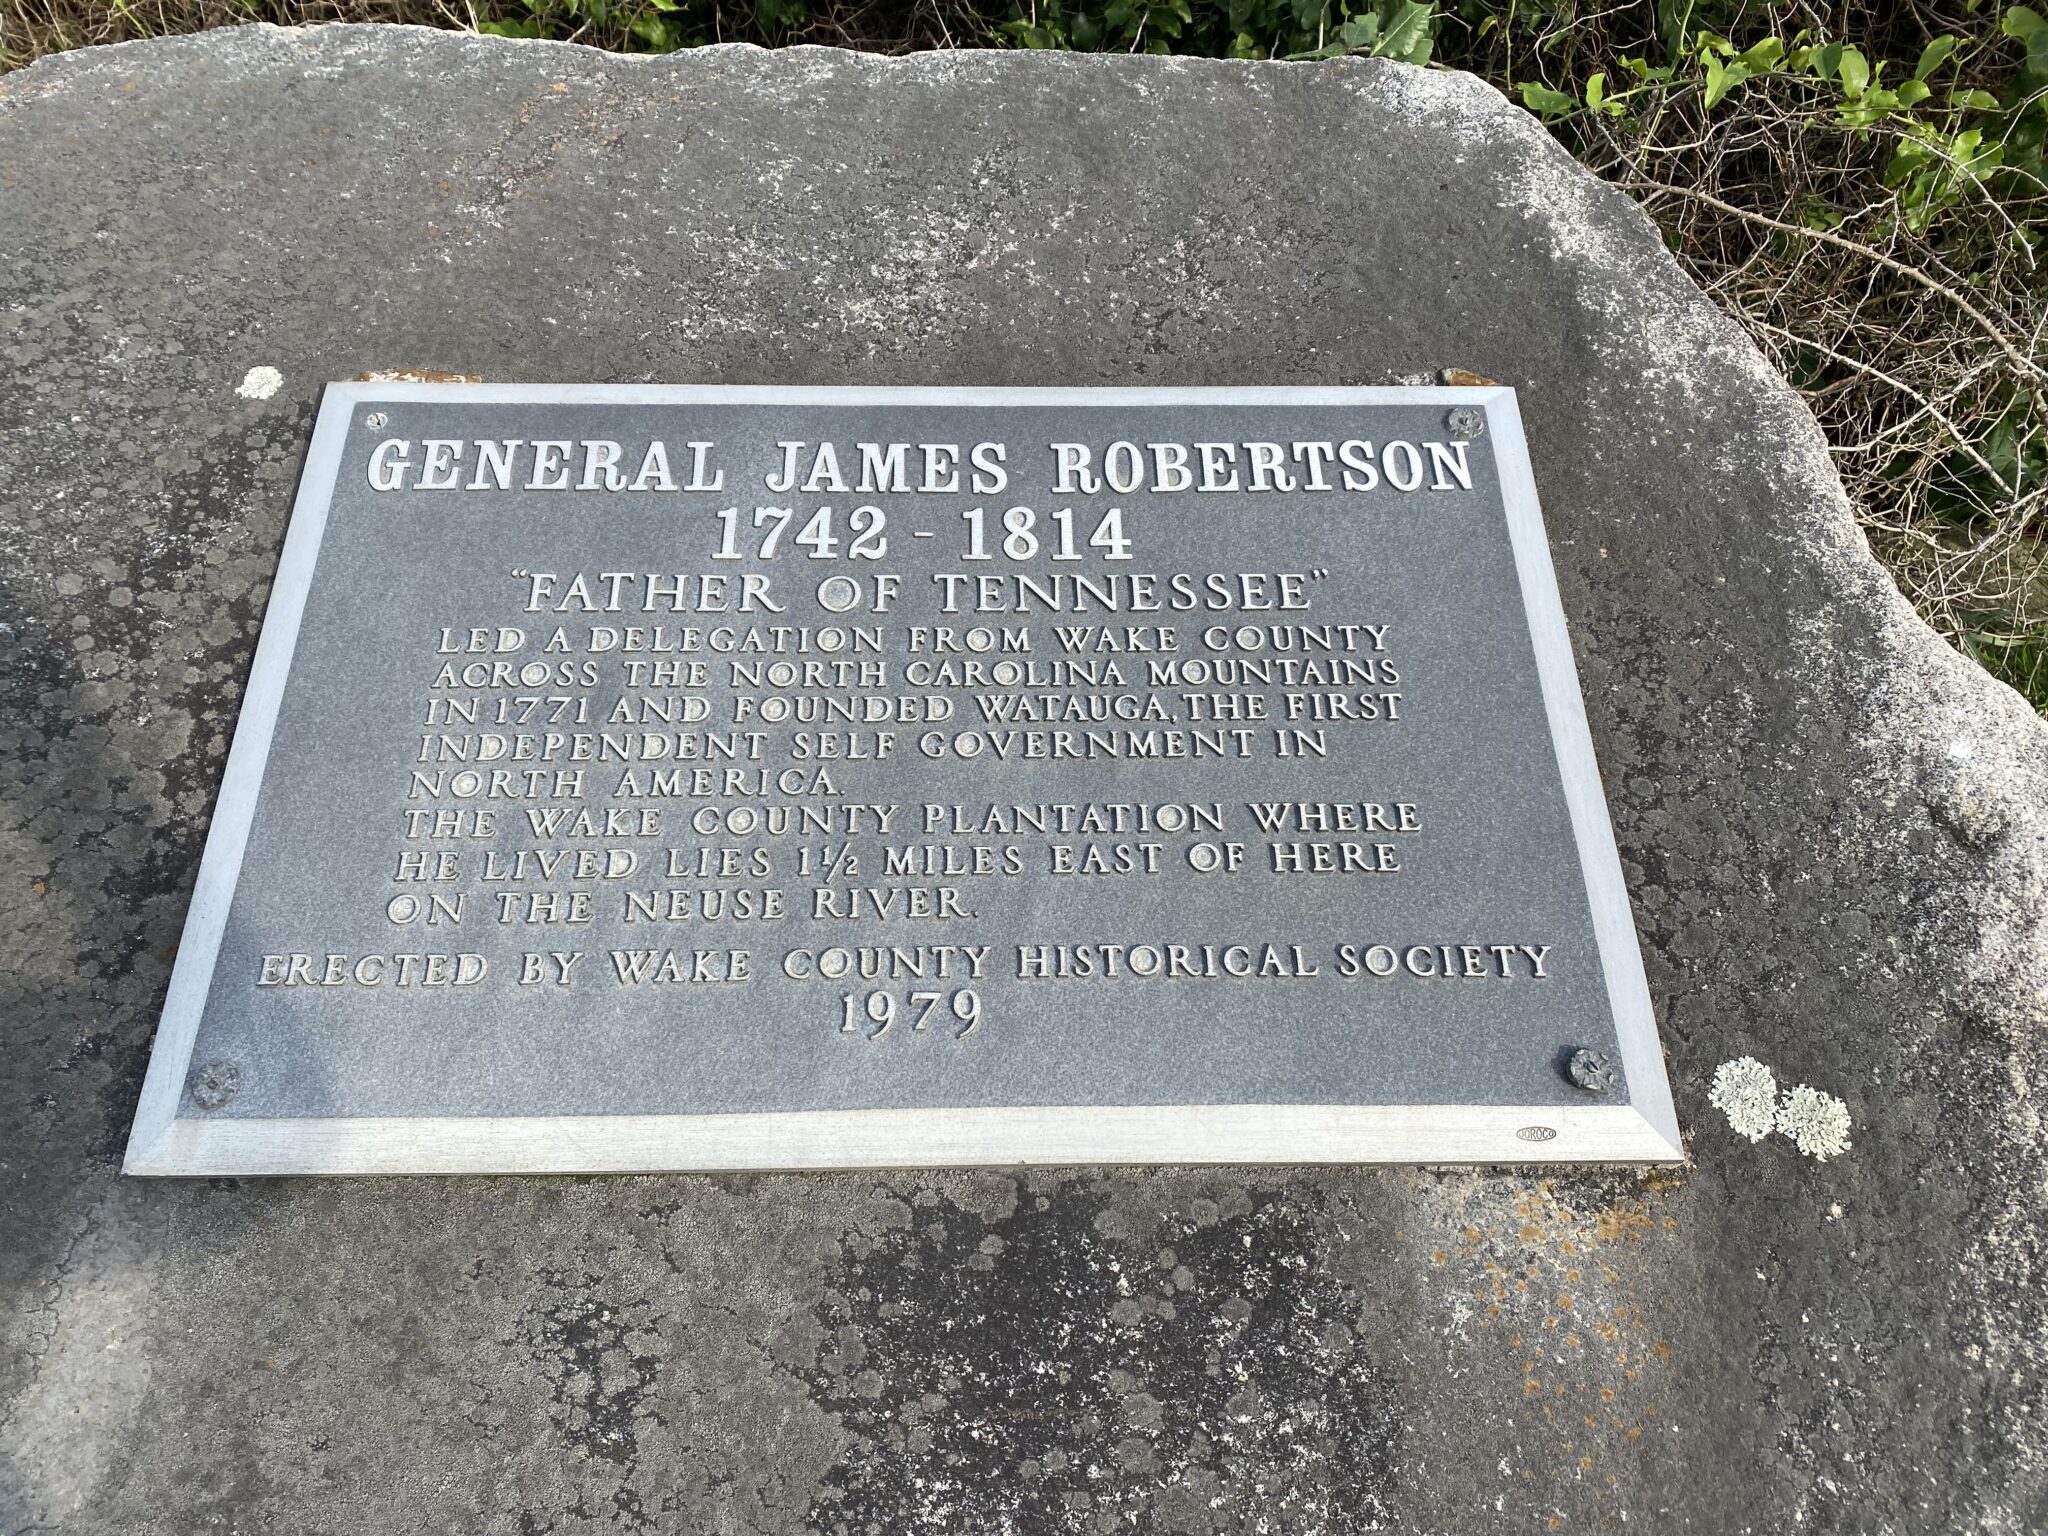 GENERAL JAMES ROBERTSON
1742 - 1814
"FATHER OF TENNESSEE"
LED A DELEGATION FROM WAKE COUNTY
ACROSS THE NORTH CAROLINA MOUNTAINS
IN 1771 AND FOUNDED WATAUGA, THE FIRST
INDEPENDENT SELF GOVERNMENT IN
NORTH AMERICA.
THE WAKE COUNTY PLANTATION WHERE
HE LIVED LIES 1 1/2 MILES EAST OF HERE
ON THE NEUSE RIVER.
ERECTED BY WAKE COUNTY HISTORICAL SOCIETY
1979